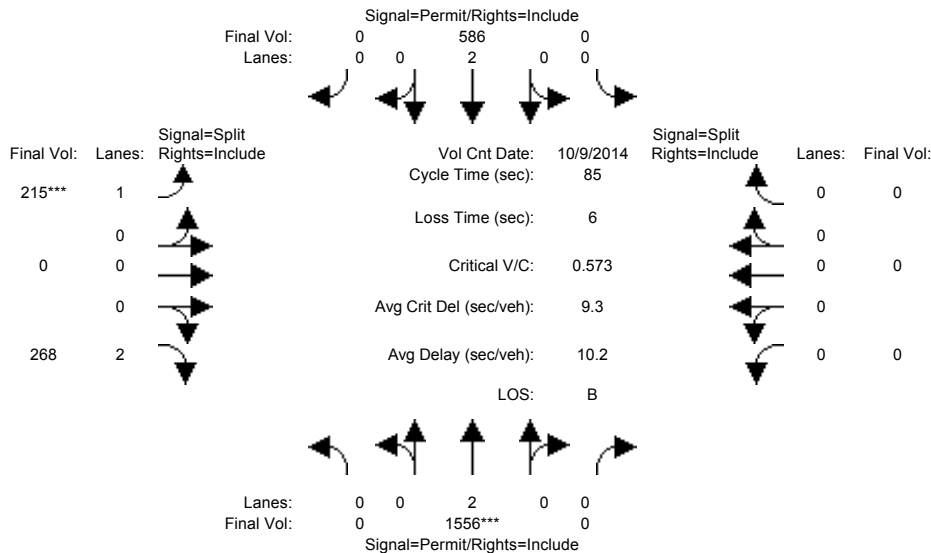 Signal=Permit/Rights=Include
Final Vol: 0 586 0
Lanes: 0 0 2 0 0
Signal=Split Signal=Split
Final Vol: Lanes: Rights=Include Vol Cnt Date: 10/9/2014 Rights=Include Lanes: Final Vol:
Cycle Time (sec): 85
215*** 1 0 0
Loss Time (sec): 6
0 0
0 0 Critical V/C: 0.573 0 0
0 Avg Crit Del (sec/veh): 9.3 0
268 2 Avg Delay (sec/veh): 10.2 0 0
LOS: B
Lanes: 0 0 2 0 0
Final Vol: 0 1556*** 0
Signal=Permit/Rights=Include